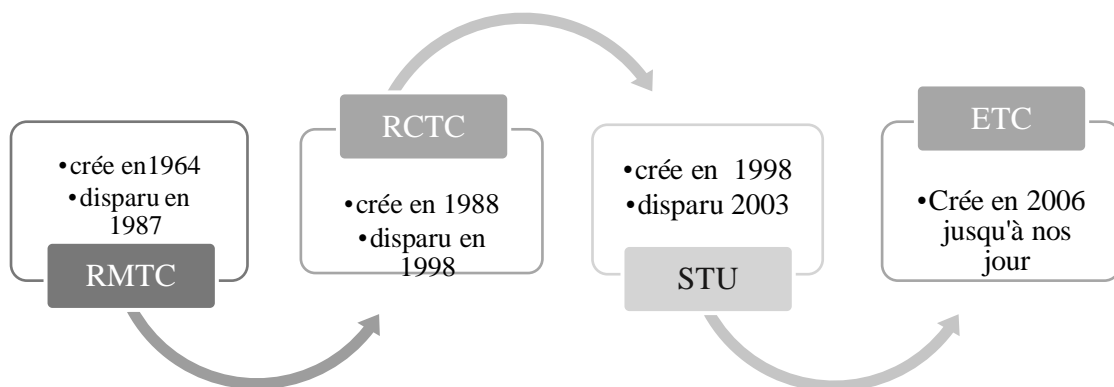 •crée en1964
•disparu en
1987
RMTC
RCTC
•crée en 1988
•disparu en
1998
•crée en 1998
•disparu 2003
STU
ETC
•Crée en 2006
jusqu'à nos
jour